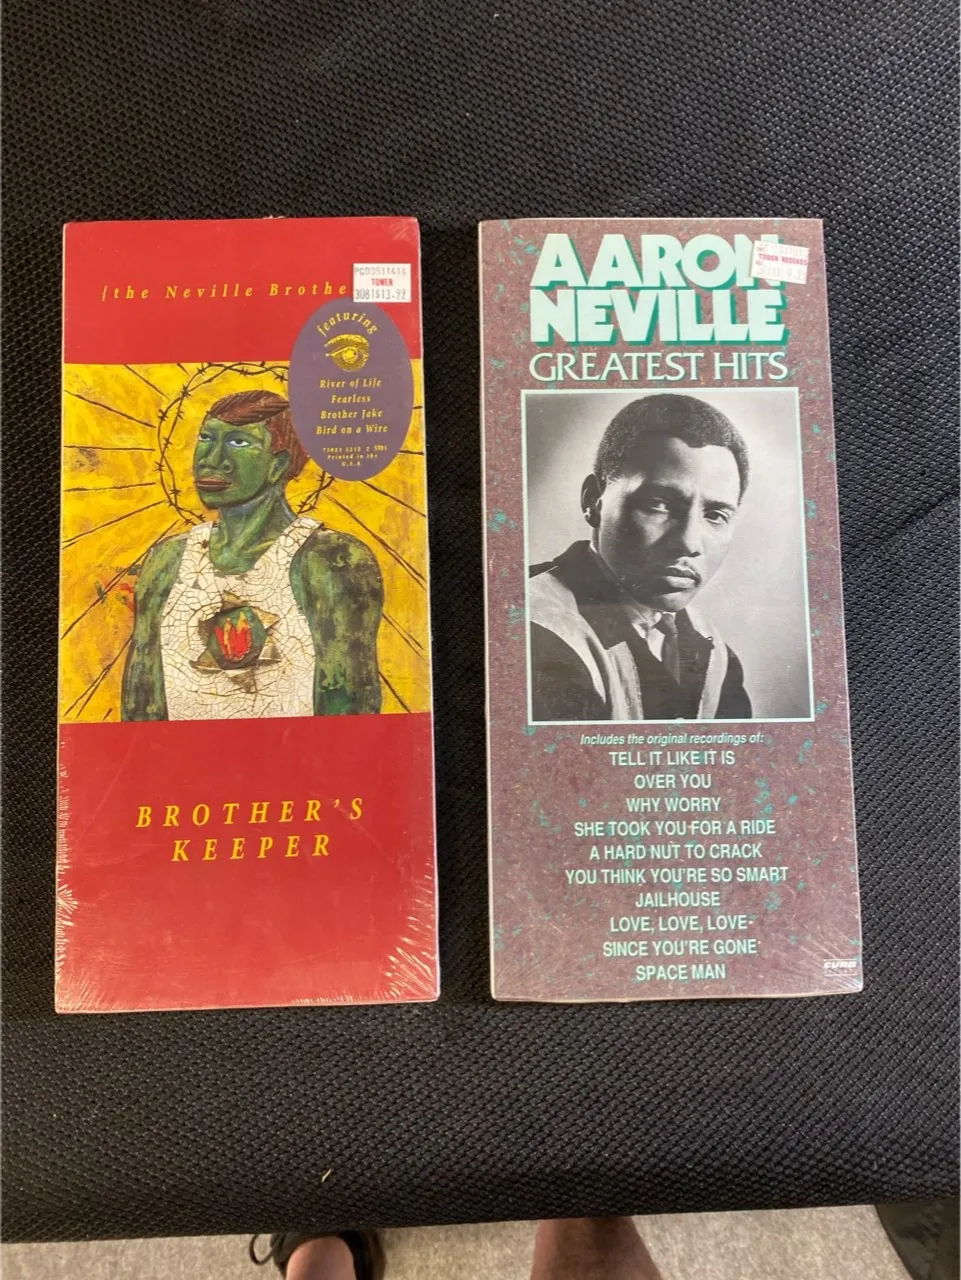 {the Neville Brothe
TOWER
featuring
River of Life
Fearless
Brother Jake
Bird on a Wire
Printed in the
U.S.A
BROTHER'S
KEEPER
AARON
NEVILLE
GREATEST HITS
TOWER RECORDS
Includes the original recordings of:
TELL IT LIKE IT IS
OVER YOU
WHY WORRY
SHE TOOK YOU FOR A RIDE
A HARD NUT TO CRACK
YOU THINK YOU'RE SO SMART
JAILHOUSE
LOVE, LOVE, LOVE
SINCE YOU'RE GONE
SPACE MAN
CURB